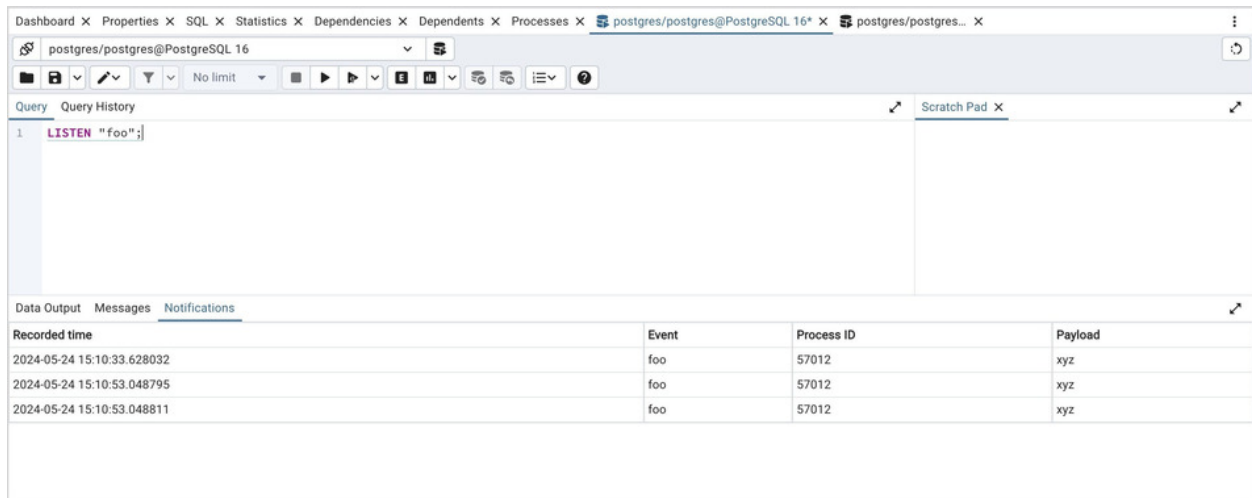 Dashboard X Properties X SQL X Statistics X Dependencies X Dependents X Processes X postgres/postgres@PostgreSQL 16* X postgres/postgres... X
postgres/postgres@PostgreSQL 16
No limit
Query Query History Scratch Pad X
1 LISTEN "foo";
Data Output Messages Notifications
Recorded time Event Process ID Payload
2024-05-24 15:10:33.628032 foo 57012 xyz
2024-05-24 15:10:53.048795 foo 57012 xyz
2024-05-24 15:10:53.048811 foo 57012 xyz